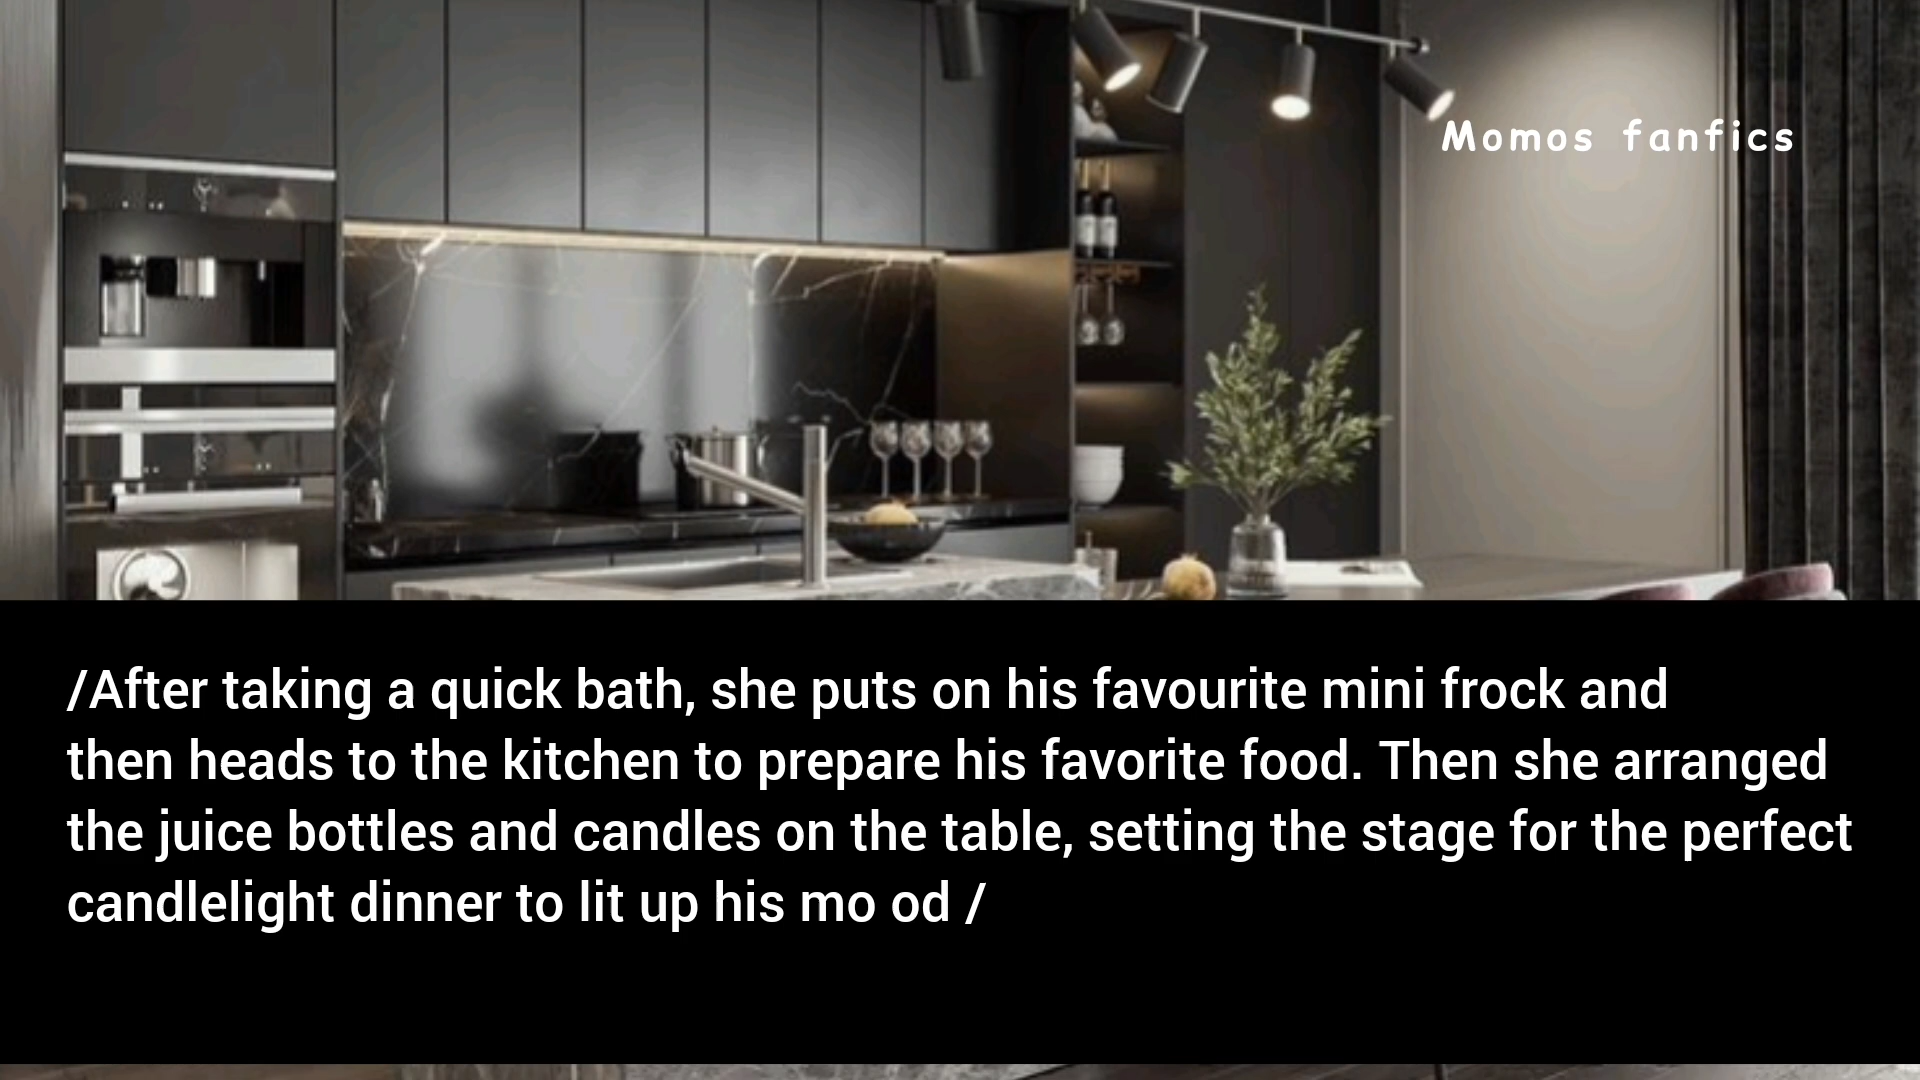 Momos fanfics
/After taking a quick bath, she puts on his favourite mini frock and
then heads to the kitchen to prepare his favorite food. Then she arranged
the juice bottles and candles on the table, setting the stage for the perfect
candlelight dinner to lit up his mo od /